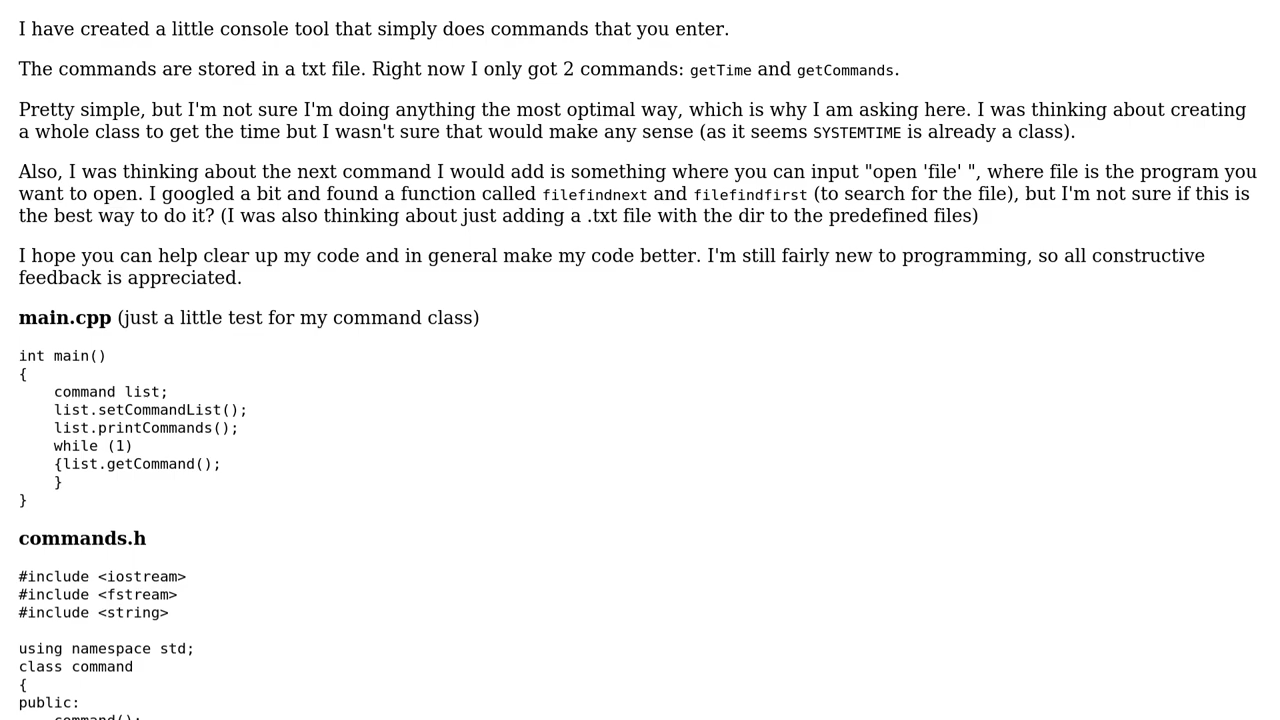 I have created a little console tool that simply does commands that you enter.
The commands are stored in a txt file. Right now I only got 2 commands: getTime and getCommands.
Pretty simple, but I'm not sure I'm doing anything the most optimal way, which is why I am asking here. I was thinking about creating
a whole class to get the time but I wasn't sure that would make any sense (as it seems SYSTEMTIME is already a class).
Also, I was thinking about the next command I would add is something where you can input "open 'file' ", where file is the program you
want to open. I googled a bit and found a function called filefindnext and filefindfirst (to search for the file), but I'm not sure if this is
the best way to do it? (I was also thinking about just adding a .txt file with the dir to the predefined files)
I hope you can help clear up my code and in general make my code better. I'm still fairly new to programming, so all constructive
feedback is appreciated.
main.cpp (just a little test for my command class)
int main()
{
    command list;
    list.setCommandList();
    list.printCommands();
    while (1)
    {list.getCommand();
    }
}
commands.h
#include <iostream>
#include <fstream>
#include <string>
using namespace std;
class command
{
public:
    command();